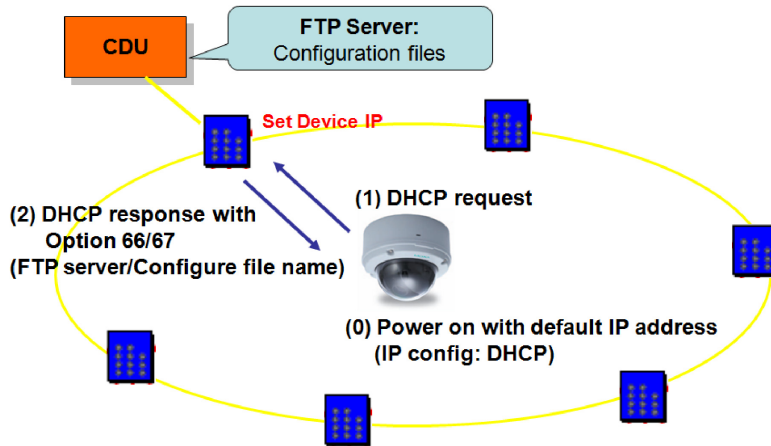 FTP Server:
CDU
Configuration files
Set Device IP
(1) DHCP request
(2) DHCP response with
Option 66/67
(FTP server/Configure file name)
(0) Power on with default IP address
(IP config: DHCP)